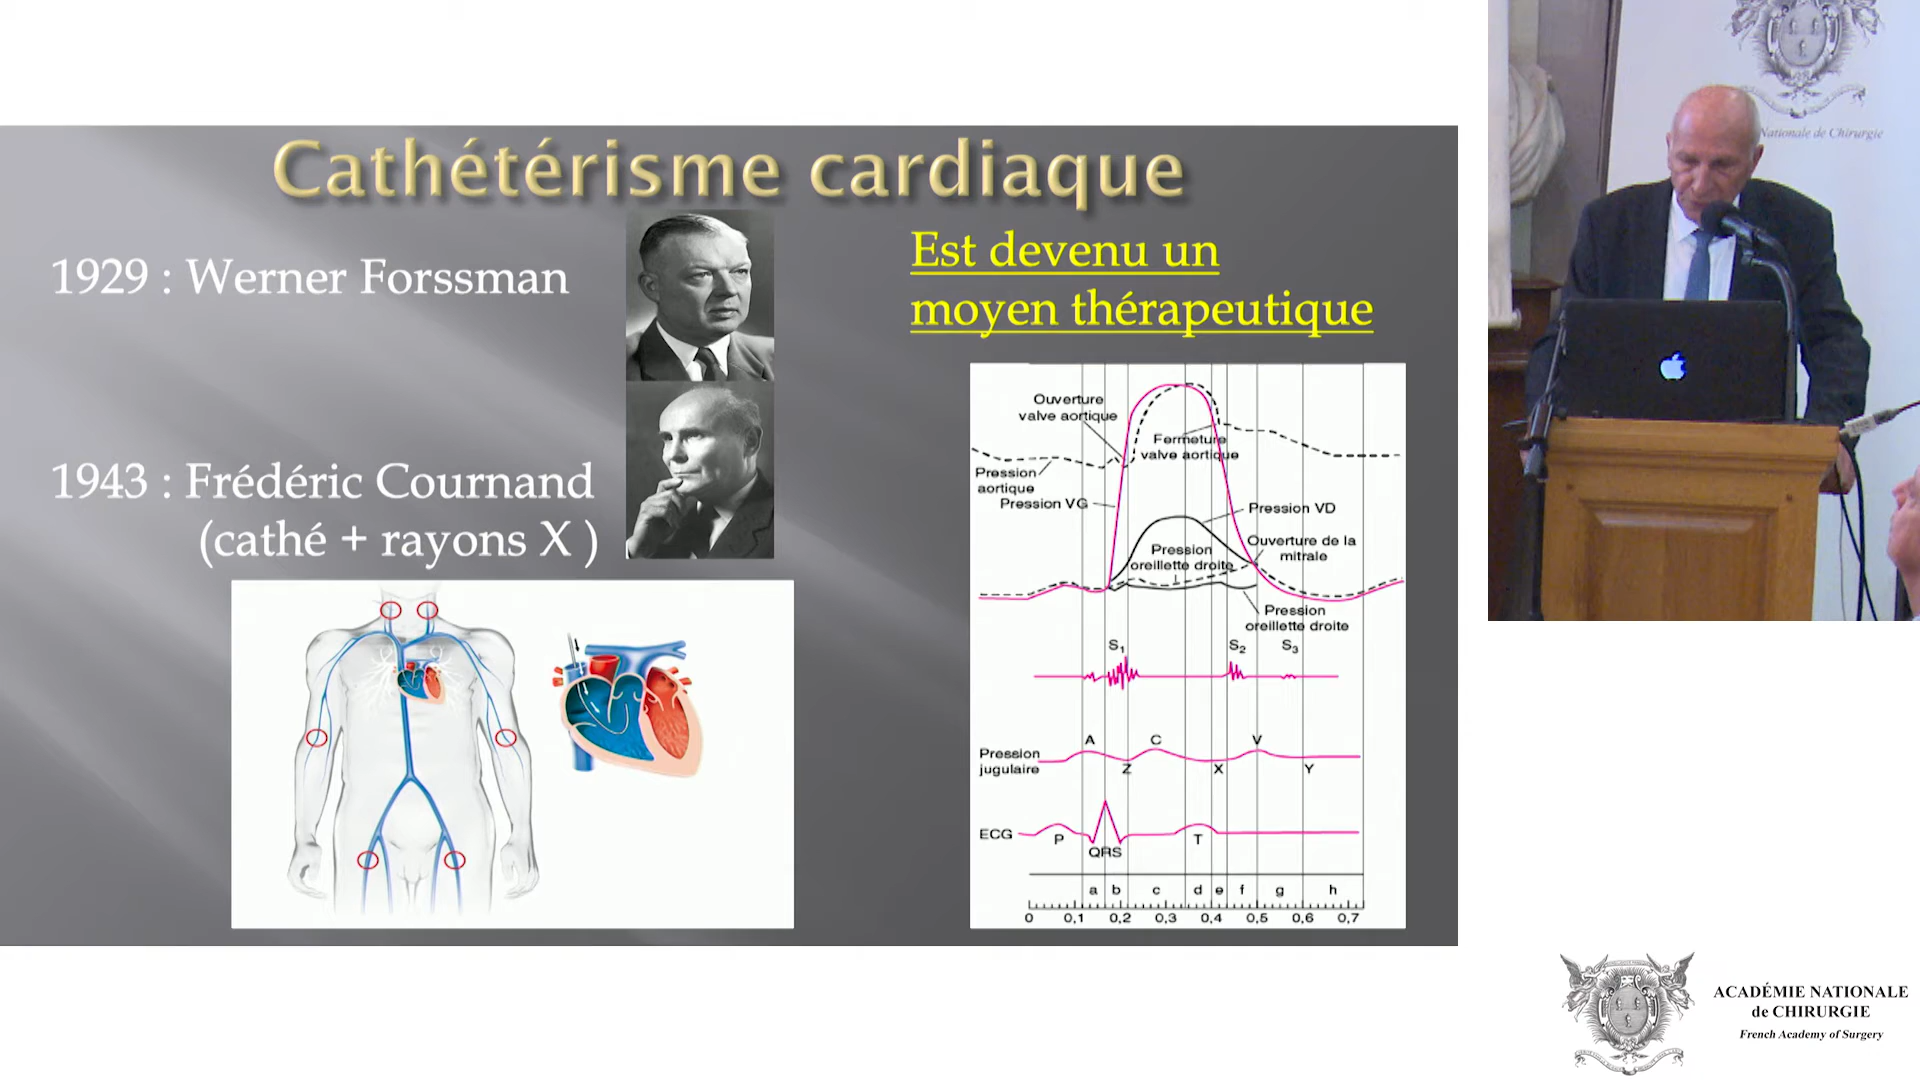 Cathétérisme cardiaque
1929 : Werner Forssman
1943 : Frédéric Cournand
(cathé + rayons X )
Est devenu un
moyen thérapeutique
Ouverture
valve aortique
Fermeture
valve aortique
Pression
aortique
Pression VG
Pression VD
Pression
oreillette droite
Ouverture de la
mitrale
Pression
oreillette droite
S1 S2 S3
A C V
Pression
jugulaire
Z X Y
ECG
P QRS T
a b c d e f g h
0 0,1 0,2 0,3 0,4 0,5 0,6 0,7
Nationale de Chirurgie
ACADÉMIE NATIONALE
de CHIRURGIE
French Academy of Surgery